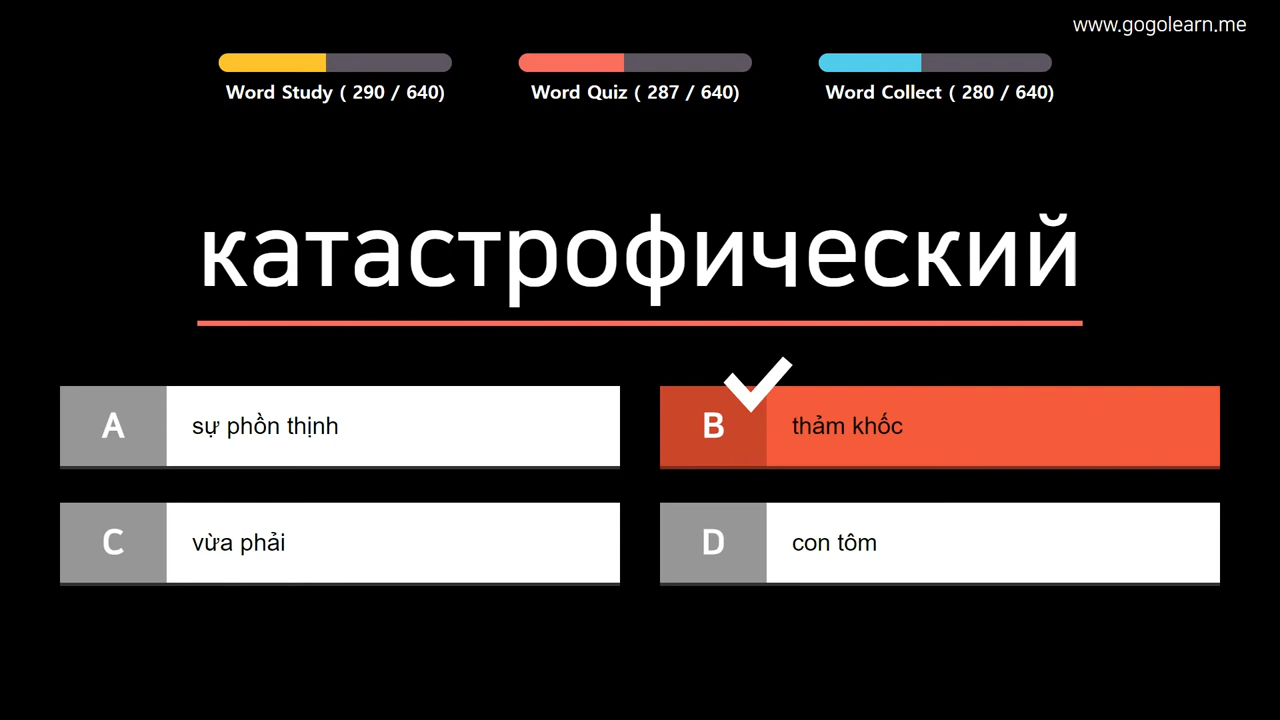 www.gogolearn.me
Word Study ( 290 / 640)
Word Quiz ( 287 / 640)
Word Collect ( 280 / 640)
катастрофический
A
sự phồn thịnh
B
thảm khốc
C
vừa phải
D
con tôm